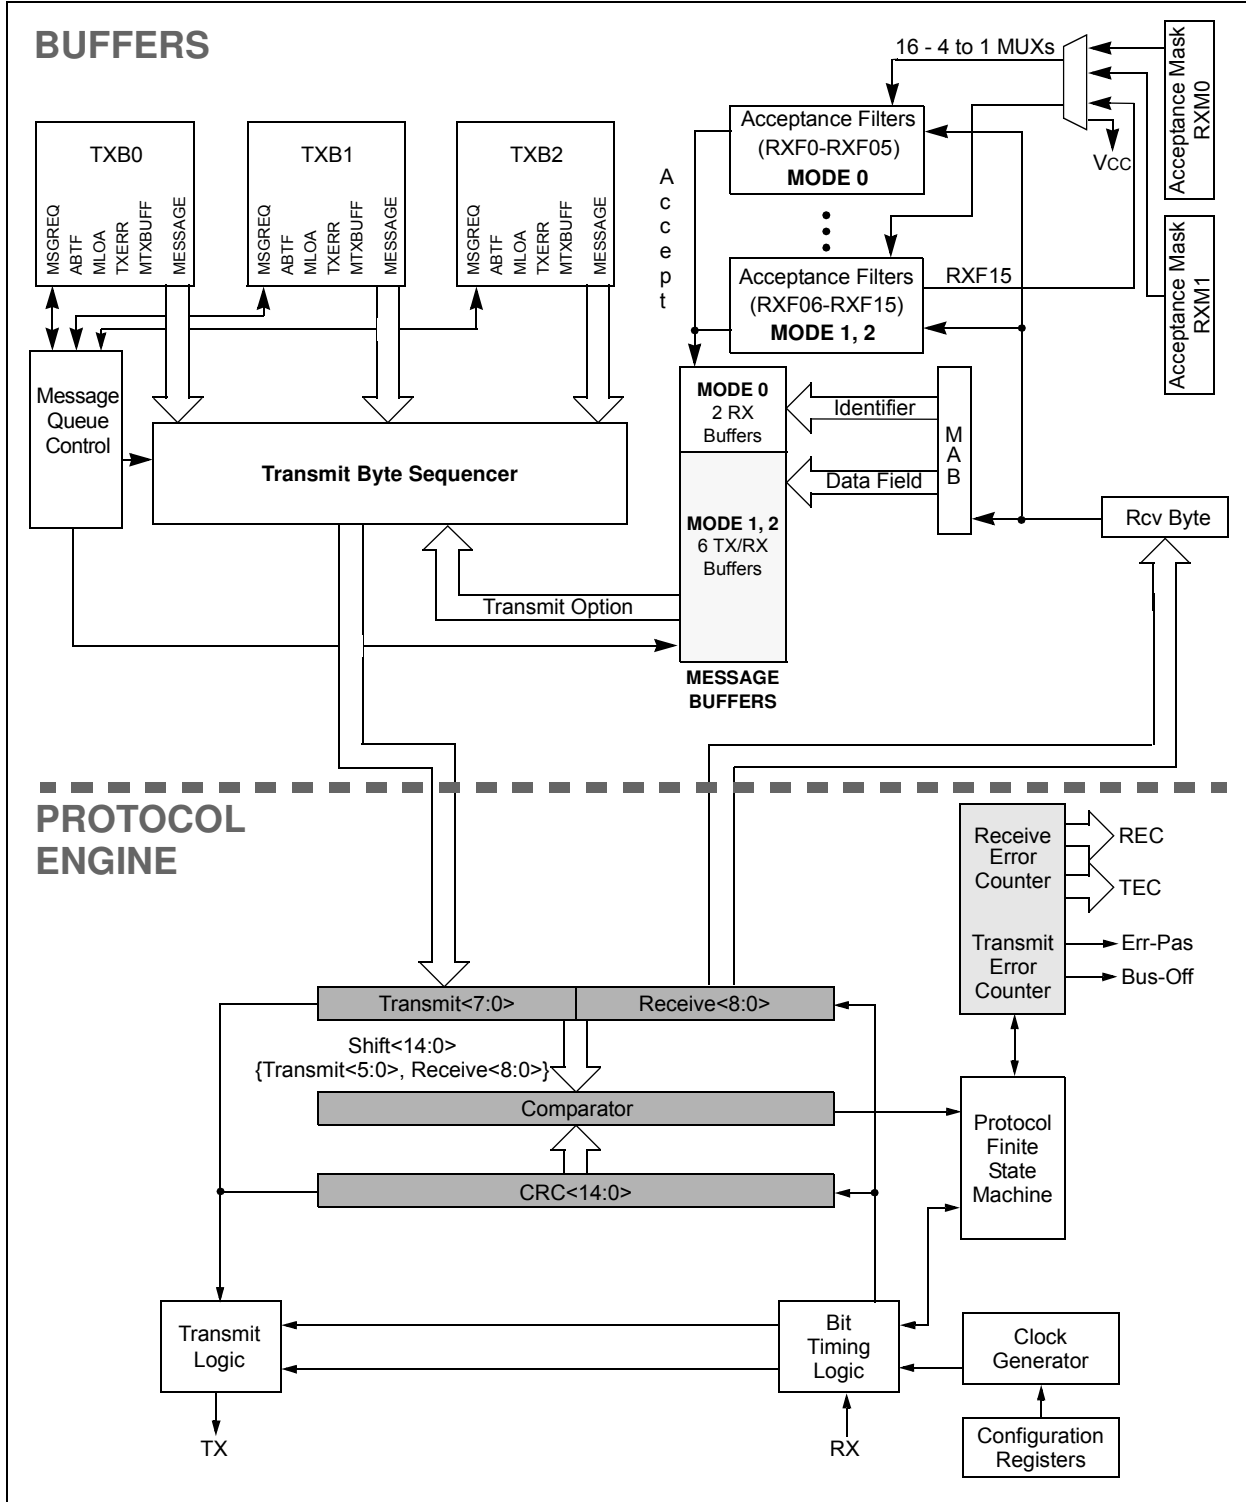 BUFFERS
16 - 4 to 1 MUXs
Acceptance Mask
RXM0
VCC
Acceptance Filters
(RXF0-RXF05)
MODE 0
Accept
TXB0
MSGREQ
ABTF
MLOA
TXERR
MTXBUFF
MESSAGE
TXB1
MSGREQ
ABTF
MLOA
TXERR
MTXBUFF
MESSAGE
TXB2
MSGREQ
ABTF
MLOA
TXERR
MTXBUFF
MESSAGE
Acceptance Filters
(RXF06-RXF15)
MODE 1, 2
RXF15
Acceptance Mask
RXM1
Message
Queue
Control
Transmit Byte Sequencer
MODE 0
2 RX
Buffers
Identifier
Data Field
MAB
MODE 1, 2
6 TX/RX
Buffers
Rcv Byte
Transmit Option
MESSAGE
BUFFERS
PROTOCOL
ENGINE
Receive
Error
Counter
REC
TEC
Transmit
Error
Counter
Err-Pas
Bus-Off
Transmit<7:0>
Receive<8:0>
Shift<14:0>
{Transmit<5:0>, Receive<8:0>}
Comparator
CRC<14:0>
Protocol
Finite
State
Machine
Transmit
Logic
Bit
Timing
Logic
Clock
Generator
TX
RX
Configuration
Registers